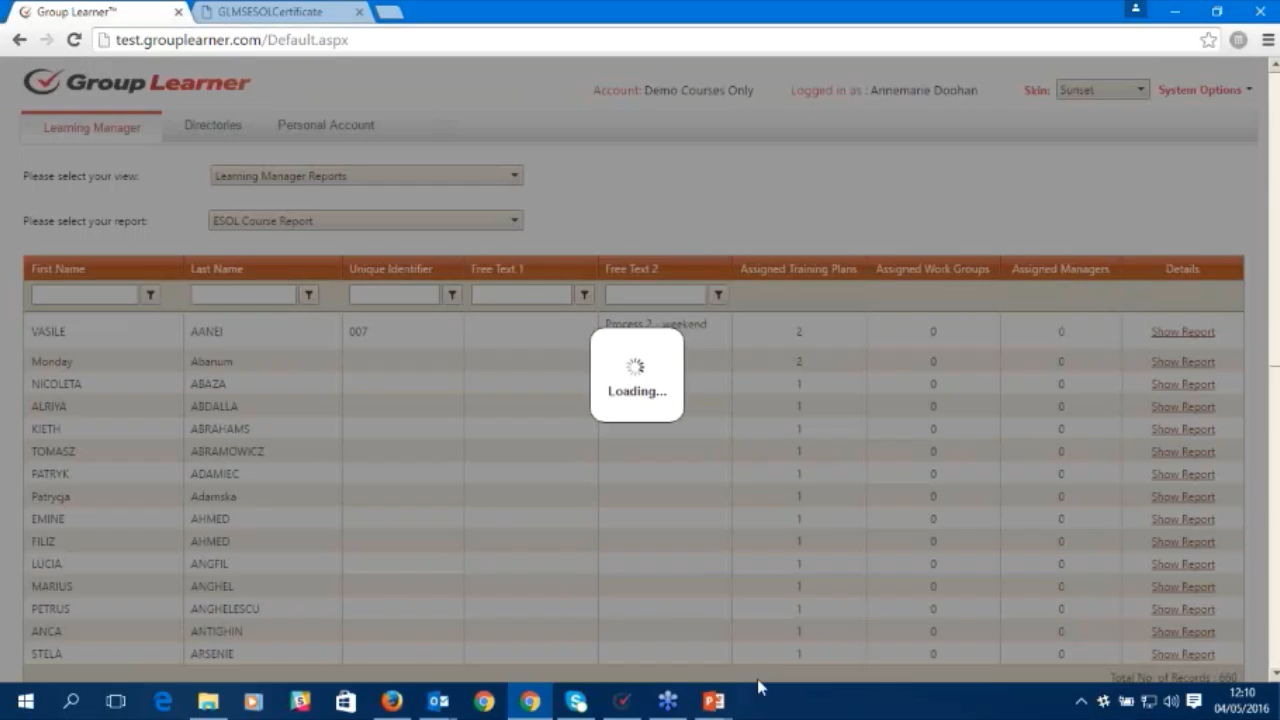 Group Learner™ GLMSESOLCertificate
test.grouplearner.com/Default.aspx
Group Learner Account: Demo Courses Only Logged in us : Annemarie Doohan Skin: Sunset System Options
Learning Manager Directories Personal Account
Please select your view: Learning Manager Reports
Please select your report: ESOL Course Report
First Name Last Name Unique Identifier Free Text 1 Free Text 2 Assigned Training Plans Assigned Work Groups Assigned Managers Details
VASILE AANEI 007 Process 2 - weekend 2 0 0 Show Report
Monday Abanum 2 0 0 Show Report
NICOLETA ABAZA 1 0 0 Show Report
ALRIYA ABDALLA 1 0 0 Show Report
KIETH ABRAHAMS 1 0 0 Show Report
TOMASZ ABRAMOWICZ 1 0 0 Show Report
PATRYK ADAMIEC 1 0 0 Show Report
Patrycja Adamska 1 0 0 Show Report
EMINE AHMED 1 0 0 Show Report
FILIZ AHMED 1 0 0 Show Report
LUCIA ANGFIL 1 0 0 Show Report
MARIUS ANGHEL 1 0 0 Show Report
PETRUS ANGHELESCU 1 0 0 Show Report
ANCA ANTIGHIN 1 0 0 Show Report
STELA ARSENIE 1 0 0 Show Report
Loading...
Total No. of Records : 660
12:10
04/05/2016